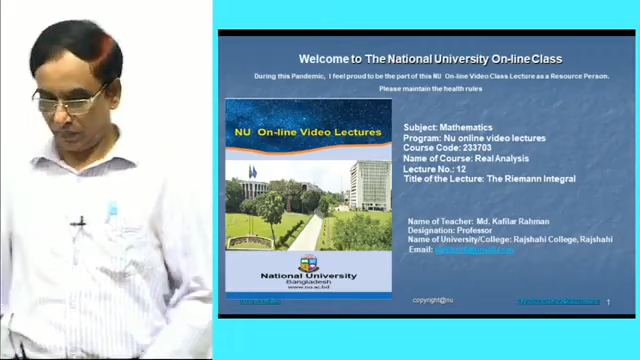 Welcome to The National University On-line Class
During this Pandemic, I feel proud to be the part of this NU On-line Video Class Lecture as a Resource Person.
Please maintain the health rules
NU On-line Video Lectures
National University
Bangladesh
www.nu.ac.bd
Subject: Mathematics
Program: Nu online video lectures
Course Code: 233703
Name of Course: Real Analysis
Lecture No.: 12
Title of the Lecture: The Riemann Integral
Name of Teacher: Md. Kafilar Rahman
Designation: Professor
Name of University/College: Rajshahi College, Rajshahi
Email:
copyright@nu
1